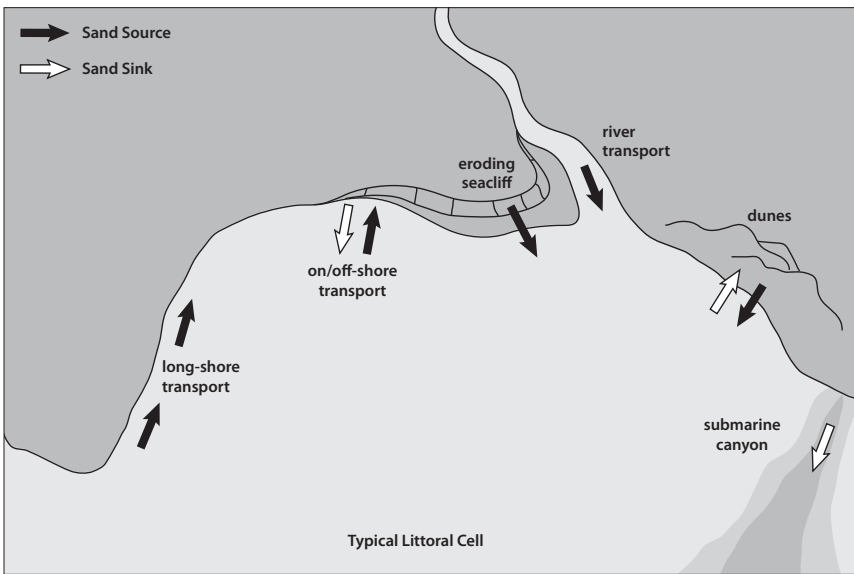 Sand Source
Sand Sink
river
transport
eroding
seacliff
dunes
on/off-shore
transport
long-shore
transport
submarine
canyon
Typical Littoral Cell